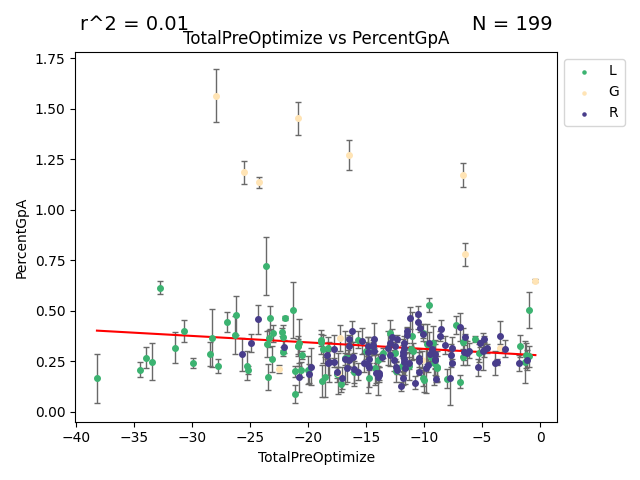 r^2 = 0.01
N = 199
TotalPreOptimize vs PercentGpA
1.75
1.50
1.25
1.00
0.75
0.50
0.25
0.00
PercentGpA
L
G
R
−40
−35
−30
−25
−20
−15
−10
−5
0
TotalPreOptimize